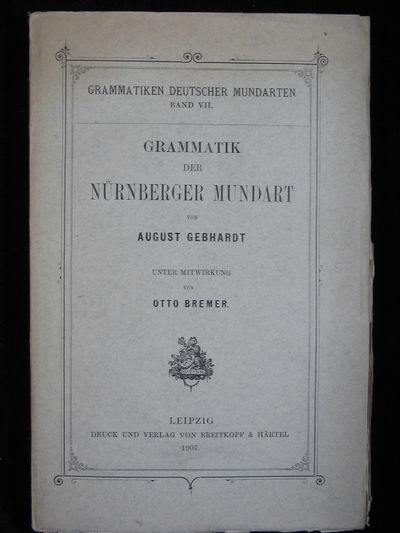 GRAMMATIKEN DEUTSCHER MUNDARTEN
BAND VII.
GRAMMATIK
DER
NÜRNBERGER MUNDART
VON
AUGUST GEBHARDT
UNTER MITWIRKUNG
VON
OTTO BREMER.
LEIPZIG
DRUCK UND VERLAG VON BREITKOPF & HÄRTEL
1907.